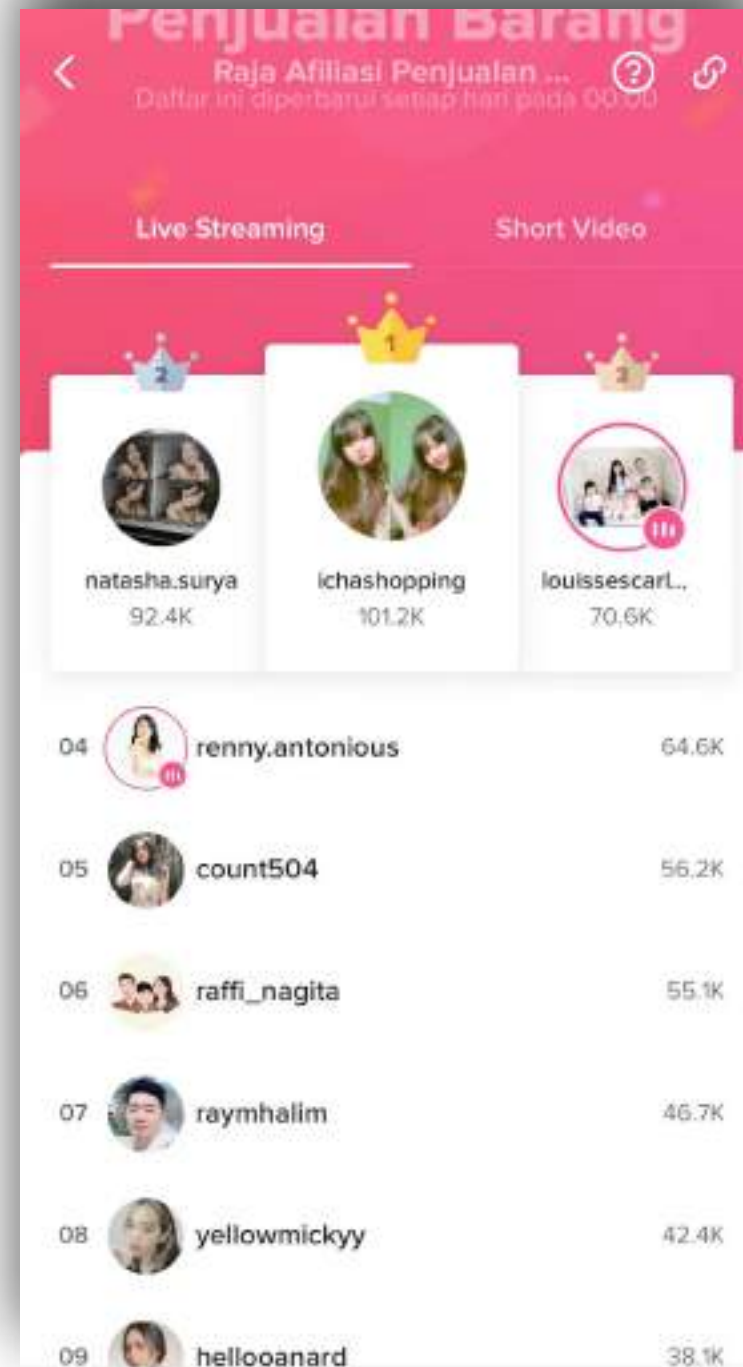 Penjualan Barang
Raja Afiliasi Penjualan ...
Daftar ini diperbarui setiap hari pada 00:00
Live Streaming
Short Video
2
1
3
natasha.surya
92.4K
ichashopping
101.2K
louissescarl...
70.6K
04 renny.antonious 64.6K
05 count504 56.2K
06 raffi_nagita 55.1K
07 raymhalim 46.7K
08 yellowmickyy 42.4K
09 hellooanard 38.1K